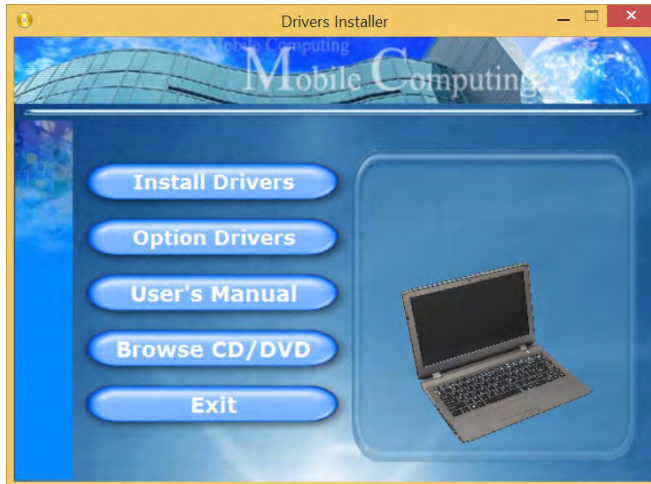 Drivers Installer
Mobile Computing
Mobile Computing
Install Drivers
Option Drivers
User's Manual
Browse CD/DVD
Exit